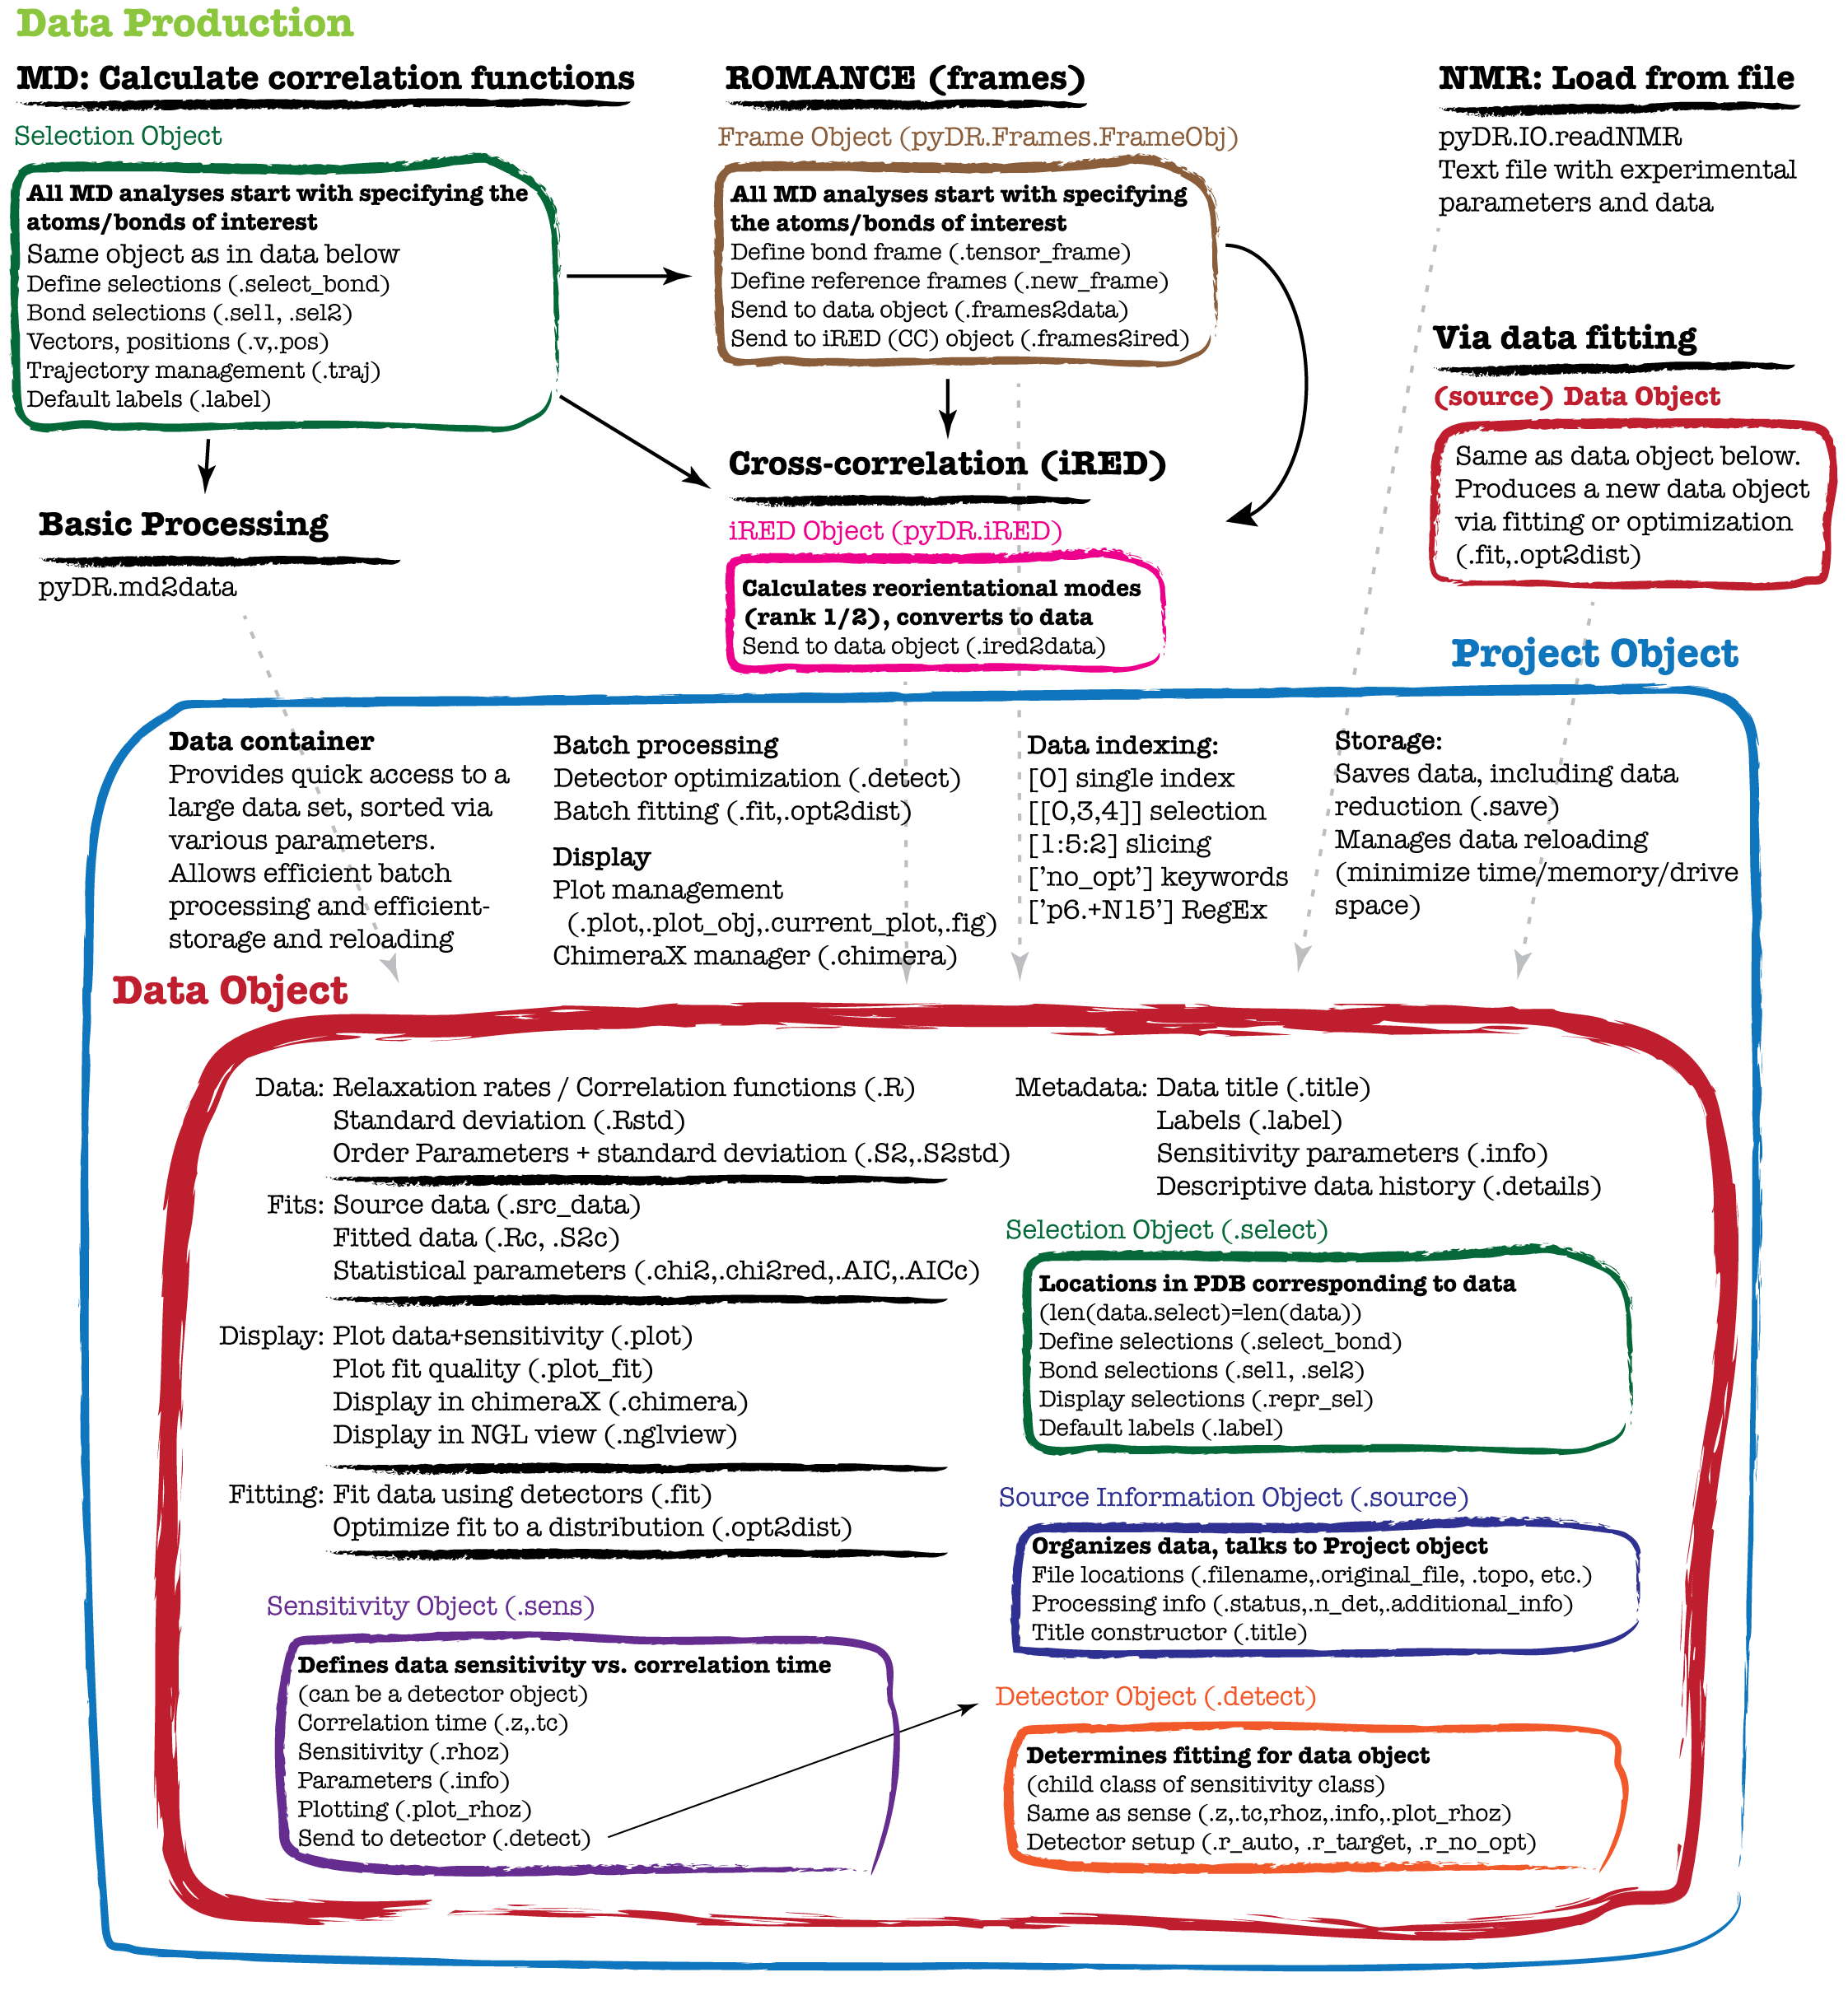 Data Production
MD: Calculate correlation functions
Selection Object
All MD analyses start with specifying the
atoms/bonds of interest
Same object as in data below
Define selections (.select_bond)
Bond selections (.sel1, .sel2)
Vectors, positions (.v,.pos)
Trajectory management (.traj)
Default labels (.label)
Basic Processing
pyDR.md2data
ROMANCE (frames)
Frame Object (pyDR.Frames.FrameObj)
All MD analyses start with specifying
the atoms/bonds of interest
Define bond frame (.tensor_frame)
Define reference frames (.new_frame)
Send to data object (.frames2data)
Send to iRED (CC) object (.frames2ired)
Cross-correlation (iRED)
iRED Object (pyDR.iRED)
Calculates reorientational modes
(rank 1/2), converts to data
Send to data object (.ired2data)
NMR: Load from file
pyDR.IO.readNMR
Text file with experimental
parameters and data
Via data fitting
(source) Data Object
Same as data object below.
Produces a new data object
via fitting or optimization
(.fit,.opt2dist)
Project Object
Data container
Provides quick access to a
large data set, sorted via
various parameters.
Allows efficient batch
processing and efficient-
storage and reloading
Batch processing
Detector optimization (.detect)
Batch fitting (.fit,.opt2dist)
Display
Plot management
(.plot,.plot_obj,.current_plot,.fig)
ChimeraX manager (.chimera)
Data indexing:
[0] single index
[[0,3,4]] selection
[1:5:2] slicing
['no_opt'] keywords
['p6.+N15'] RegEx
Storage:
Saves data, including data
reduction (.save)
Manages data reloading
(minimize time/memory/drive
space)
Data Object
Data: Relaxation rates / Correlation functions (.R)
Standard deviation (.Rstd)
Order Parameters + standard deviation (.S2,.S2std)
Fits: Source data (.src_data)
Fitted data (.Rc, .S2c)
Statistical parameters (.chi2,.chi2red,.AIC,.AICc)
Display: Plot data+sensitivity (.plot)
Plot fit quality (.plot_fit)
Display in chimeraX (.chimera)
Display in NGL view (.nglview)
Fitting: Fit data using detectors (.fit)
Optimize fit to a distribution (.opt2dist)
Sensitivity Object (.sens)
Defines data sensitivity vs. correlation time
(can be a detector object)
Correlation time (.z,.tc)
Sensitivity (.rhoz)
Parameters (.info)
Plotting (.plot_rhoz)
Send to detector (.detect)
Metadata: Data title (.title)
Labels (.label)
Sensitivity parameters (.info)
Descriptive data history (.details)
Selection Object (.select)
Locations in PDB corresponding to data
(len(data.select)=len(data))
Define selections (.select_bond)
Bond selections (.sel1, .sel2)
Display selections (.repr_sel)
Default labels (.label)
Source Information Object (.source)
Organizes data, talks to Project object
File locations (.filename,.original_file, .topo, etc.)
Processing info (.status,.n_det,.additional_info)
Title constructor (.title)
Detector Object (.detect)
Determines fitting for data object
(child class of sensitivity class)
Same as sense (.z,.tc,rhoz,.info,.plot_rhoz)
Detector setup (.r_auto, .r_target, .r_no_opt)